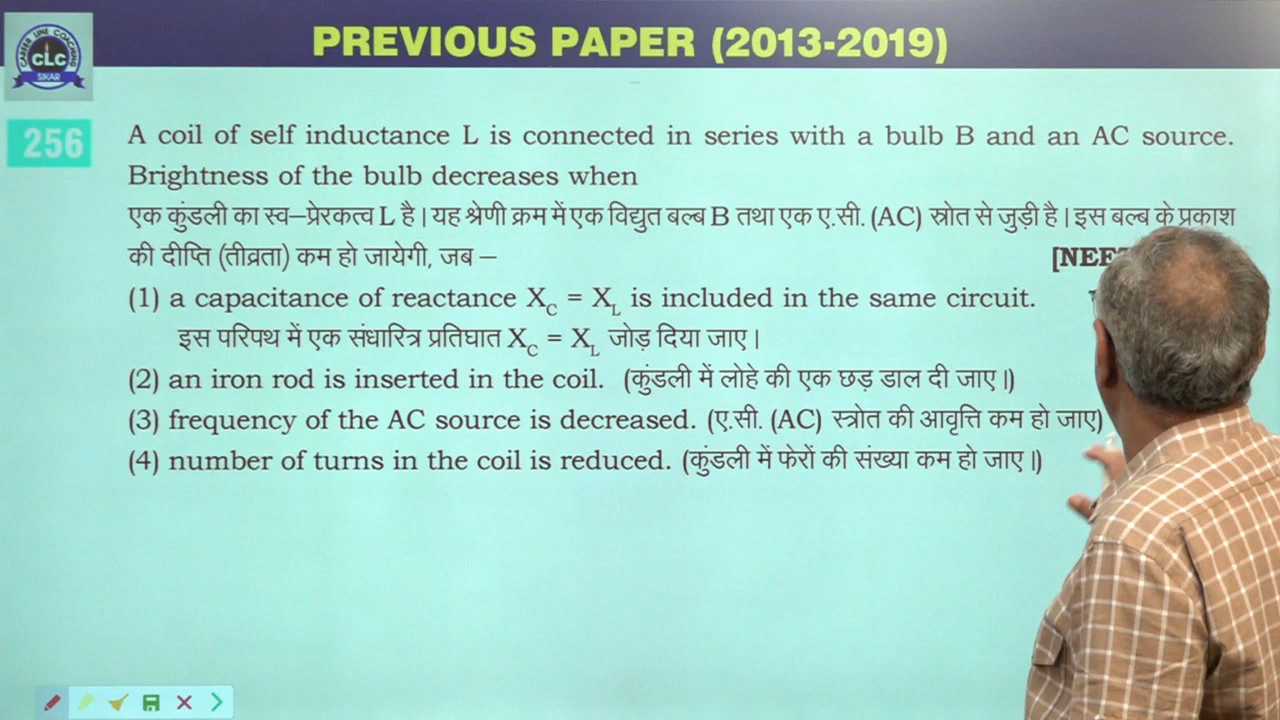 CAREER LINE COACHING
CLC
SIKAR
PREVIOUS PAPER (2013-2019)
256
A coil of self inductance L is connected in series with a bulb B and an AC source.
Brightness of the bulb decreases when
एक कुंडली का स्व–प्रेरकत्व L है। यह श्रेणी क्रम में एक विद्युत बल्ब B तथा एक ए.सी. (AC) स्रोत से जुड़ी है। इस बल्ब के प्रकाश
की दीप्ति (तीव्रता) कम हो जायेगी, जब –
(1) a capacitance of reactance X_C = X_L is included in the same circuit.
इस परिपथ में एक संधारित्र प्रतिघात X_C = X_L जोड़ दिया जाए।
(2) an iron rod is inserted in the coil. (कुंडली में लोहे की एक छड़ डाल दी जाए।)
(3) frequency of the AC source is decreased. (ए.सी. (AC) स्त्रोत की आवृत्ति कम हो जाए)
(4) number of turns in the coil is reduced. (कुंडली में फेरों की संख्या कम हो जाए।)